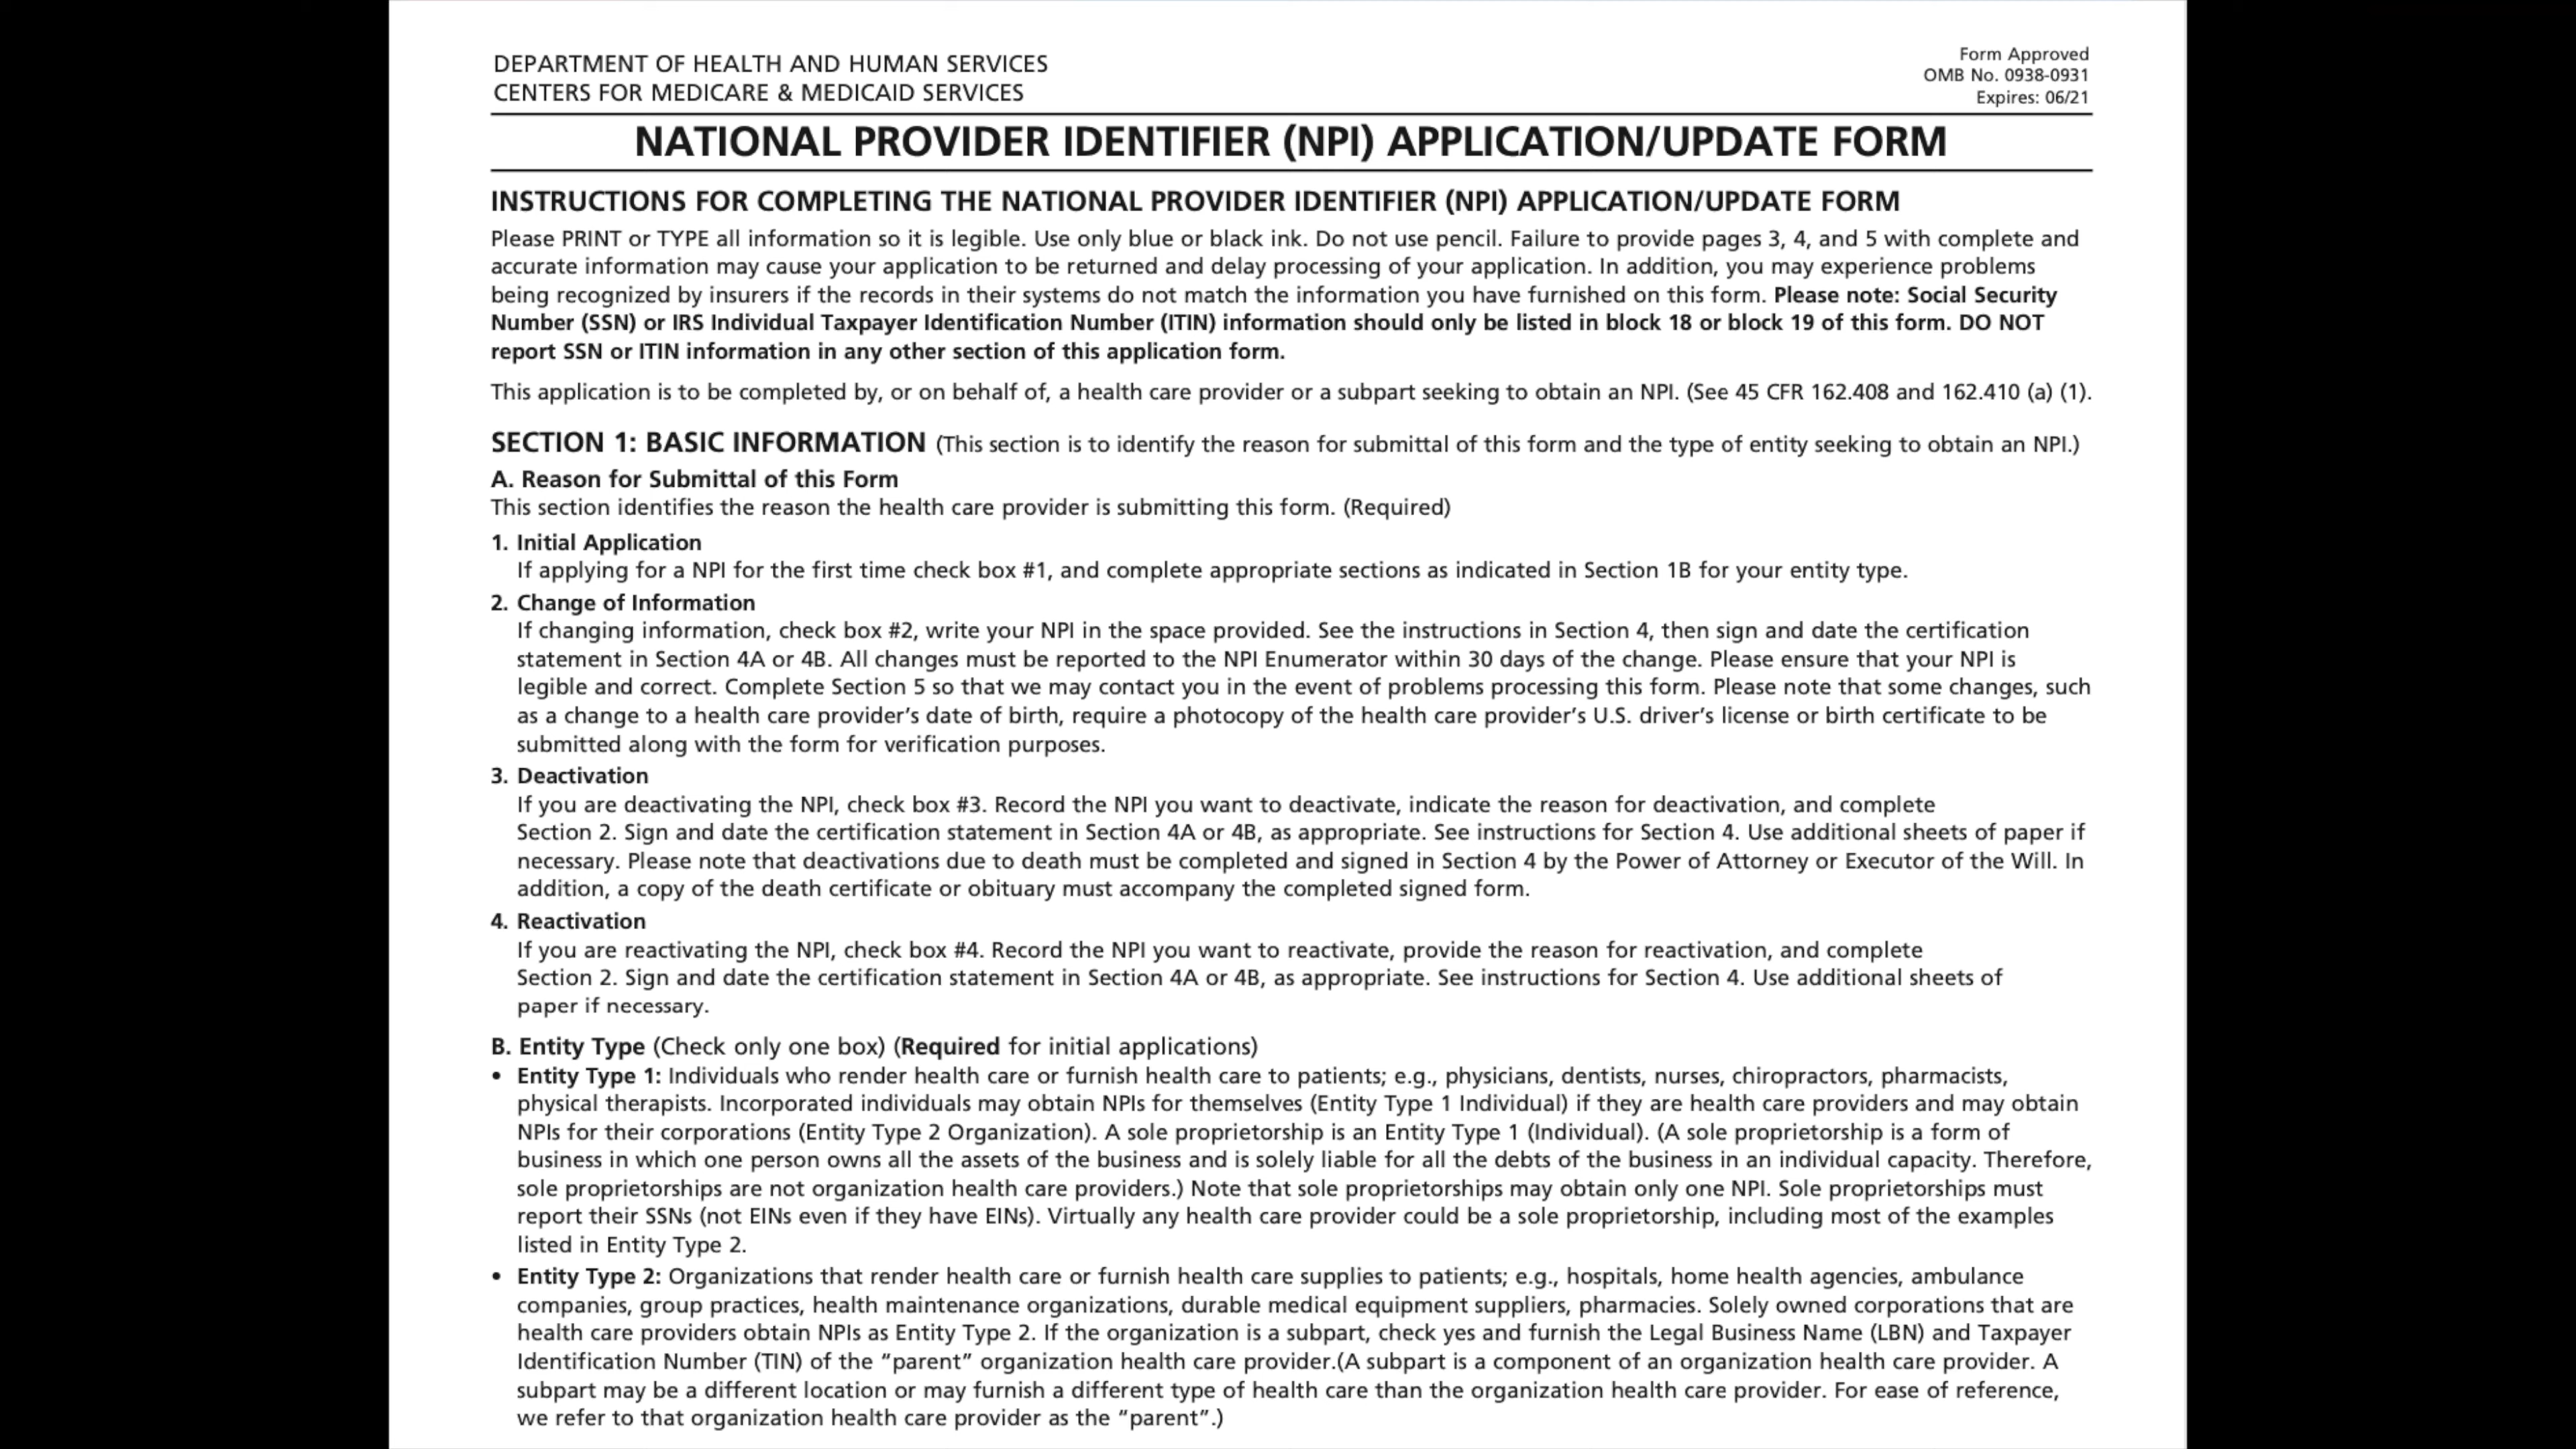 DEPARTMENT OF HEALTH AND HUMAN SERVICES
CENTERS FOR MEDICARE & MEDICAID SERVICES
Form Approved
OMB No. 0938-0931
Expires: 06/21
NATIONAL PROVIDER IDENTIFIER (NPI) APPLICATION/UPDATE FORM
INSTRUCTIONS FOR COMPLETING THE NATIONAL PROVIDER IDENTIFIER (NPI) APPLICATION/UPDATE FORM
Please PRINT or TYPE all information so it is legible. Use only blue or black ink. Do not use pencil. Failure to provide pages 3, 4, and 5 with complete and
accurate information may cause your application to be returned and delay processing of your application. In addition, you may experience problems
being recognized by insurers if the records in their systems do not match the information you have furnished on this form. Please note: Social Security
Number (SSN) or IRS Individual Taxpayer Identification Number (ITIN) information should only be listed in block 18 or block 19 of this form. DO NOT
report SSN or ITIN information in any other section of this application form.
This application is to be completed by, or on behalf of, a health care provider or a subpart seeking to obtain an NPI. (See 45 CFR 162.408 and 162.410 (a) (1).
SECTION 1: BASIC INFORMATION (This section is to identify the reason for submittal of this form and the type of entity seeking to obtain an NPI.)
A. Reason for Submittal of this Form
This section identifies the reason the health care provider is submitting this form. (Required)
1. Initial Application
If applying for a NPI for the first time check box #1, and complete appropriate sections as indicated in Section 1B for your entity type.
2. Change of Information
If changing information, check box #2, write your NPI in the space provided. See the instructions in Section 4, then sign and date the certification
statement in Section 4A or 4B. All changes must be reported to the NPI Enumerator within 30 days of the change. Please ensure that your NPI is
legible and correct. Complete Section 5 so that we may contact you in the event of problems processing this form. Please note that some changes, such
as a change to a health care provider's date of birth, require a photocopy of the health care provider's U.S. driver's license or birth certificate to be
submitted along with the form for verification purposes.
3. Deactivation
If you are deactivating the NPI, check box #3. Record the NPI you want to deactivate, indicate the reason for deactivation, and complete
Section 2. Sign and date the certification statement in Section 4A or 4B, as appropriate. See instructions for Section 4. Use additional sheets of paper if
necessary. Please note that deactivations due to death must be completed and signed in Section 4 by the Power of Attorney or Executor of the Will. In
addition, a copy of the death certificate or obituary must accompany the completed signed form.
4. Reactivation
If you are reactivating the NPI, check box #4. Record the NPI you want to reactivate, provide the reason for reactivation, and complete
Section 2. Sign and date the certification statement in Section 4A or 4B, as appropriate. See instructions for Section 4. Use additional sheets of
paper if necessary.
B. Entity Type (Check only one box) (Required for initial applications)
• Entity Type 1: Individuals who render health care or furnish health care to patients; e.g., physicians, dentists, nurses, chiropractors, pharmacists,
physical therapists. Incorporated individuals may obtain NPIs for themselves (Entity Type 1 Individual) if they are health care providers and may obtain
NPIs for their corporations (Entity Type 2 Organization). A sole proprietorship is an Entity Type 1 (Individual). (A sole proprietorship is a form of
business in which one person owns all the assets of the business and is solely liable for all the debts of the business in an individual capacity. Therefore,
sole proprietorships are not organization health care providers.) Note that sole proprietorships may obtain only one NPI. Sole proprietorships must
report their SSNs (not EINs even if they have EINs). Virtually any health care provider could be a sole proprietorship, including most of the examples
listed in Entity Type 2.
• Entity Type 2: Organizations that render health care or furnish health care supplies to patients; e.g., hospitals, home health agencies, ambulance
companies, group practices, health maintenance organizations, durable medical equipment suppliers, pharmacies. Solely owned corporations that are
health care providers obtain NPIs as Entity Type 2. If the organization is a subpart, check yes and furnish the Legal Business Name (LBN) and Taxpayer
Identification Number (TIN) of the “parent” organization health care provider.(A subpart is a component of an organization health care provider. A
subpart may be a different location or may furnish a different type of health care than the organization health care provider. For ease of reference,
we refer to that organization health care provider as the “parent”.)